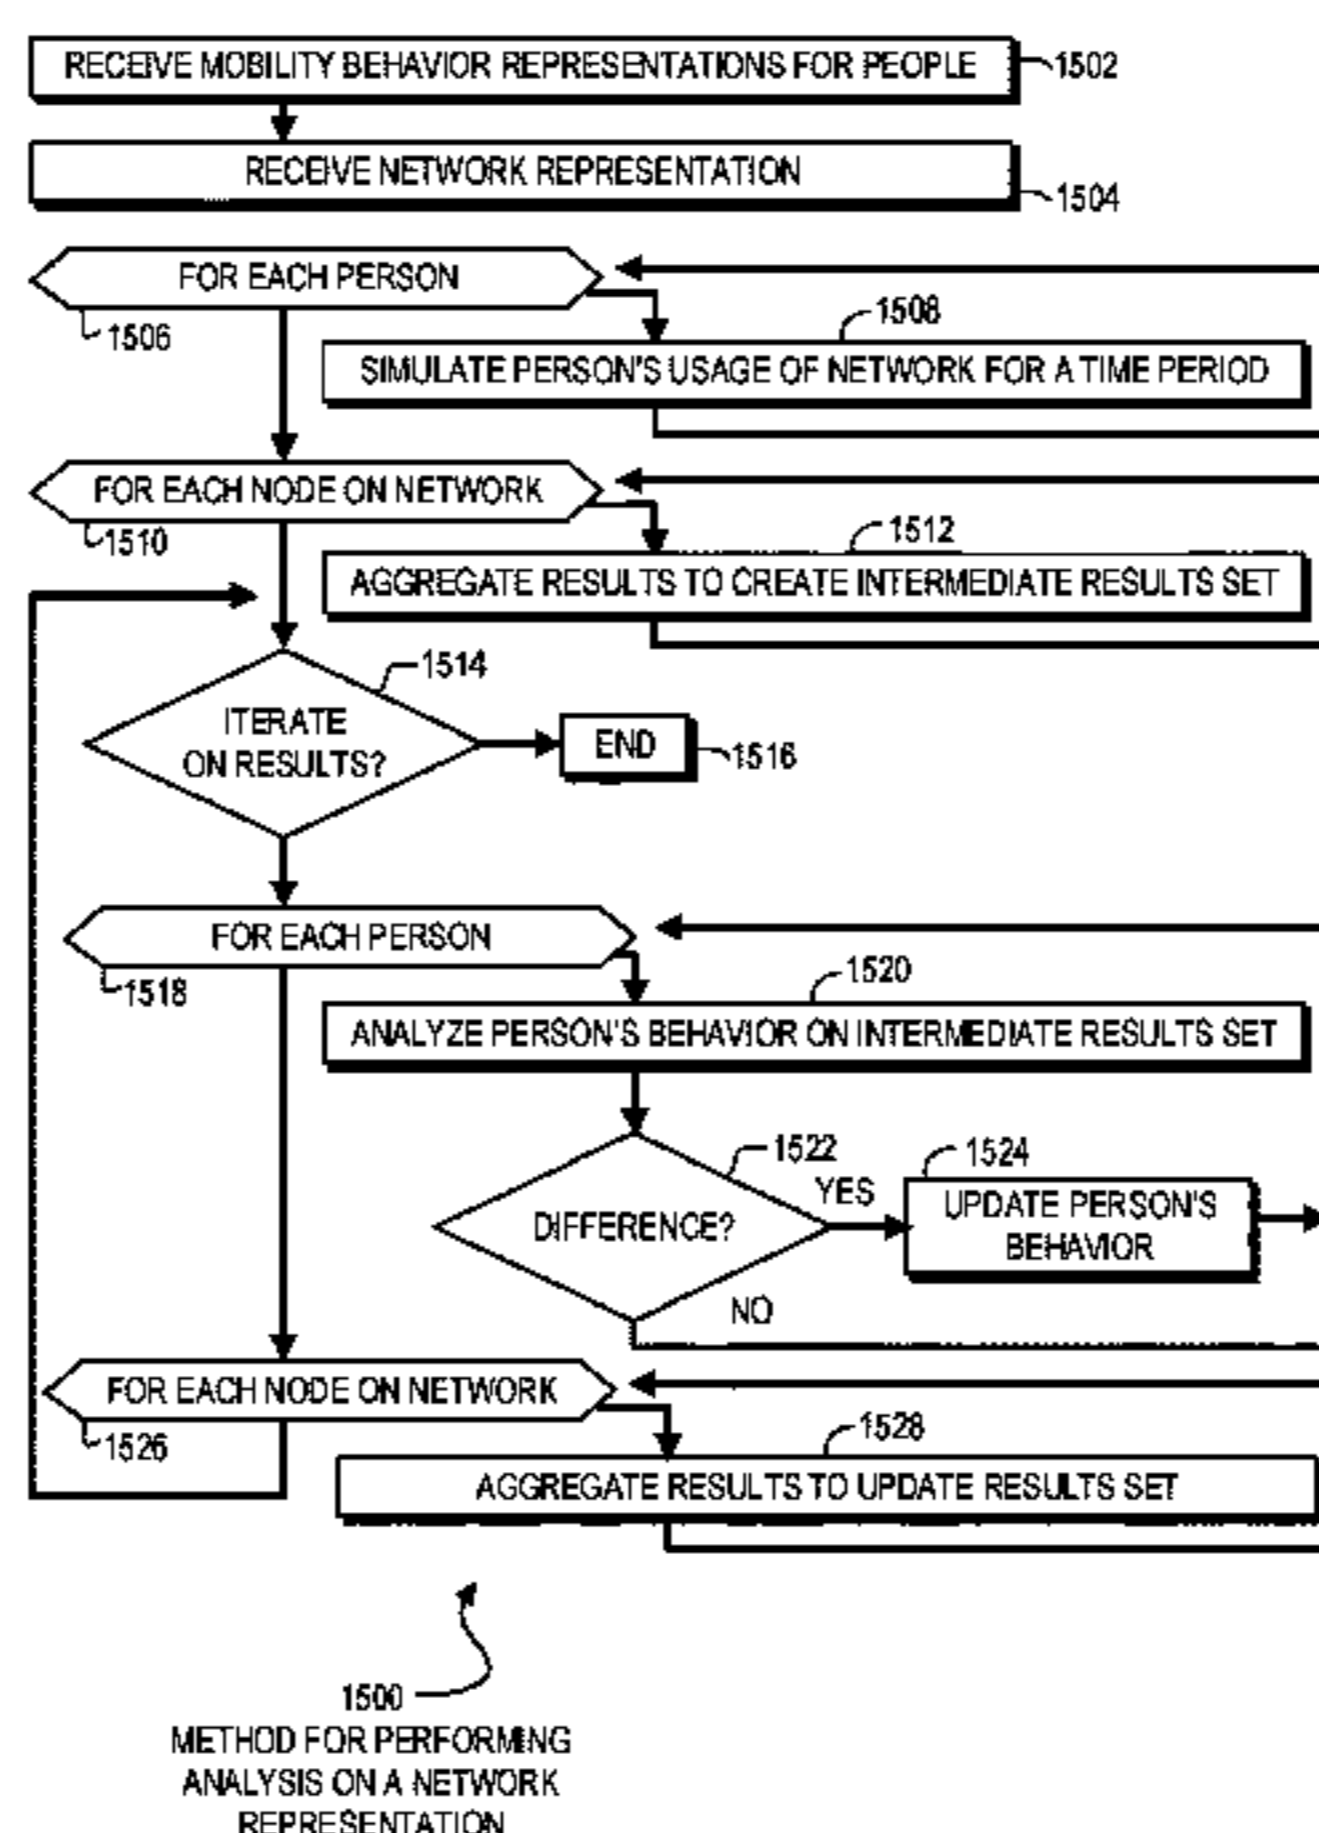 RECEIVE MOBILITY BEHAVIOR REPRESENTATIONS FOR PEOPLE
1502
RECEIVE NETWORK REPRESENTATION
1504
FOR EACH PERSON
1506
1508
SIMULATE PERSON'S USAGE OF NETWORK FOR A TIME PERIOD
FOR EACH NODE ON NETWORK
1510
1512
AGGREGATE RESULTS TO CREATE INTERMEDIATE RESULTS SET
1514
ITERATE
ON RESULTS?
END
1516
FOR EACH PERSON
1518
1520
ANALYZE PERSON'S BEHAVIOR ON INTERMEDIATE RESULTS SET
1522
DIFFERENCE?
YES
1524
UPDATE PERSON'S
BEHAVIOR
NO
FOR EACH NODE ON NETWORK
1526
1528
AGGREGATE RESULTS TO UPDATE RESULTS SET
1500
METHOD FOR PERFORMING
ANALYSIS ON A NETWORK
REPRESENTATION